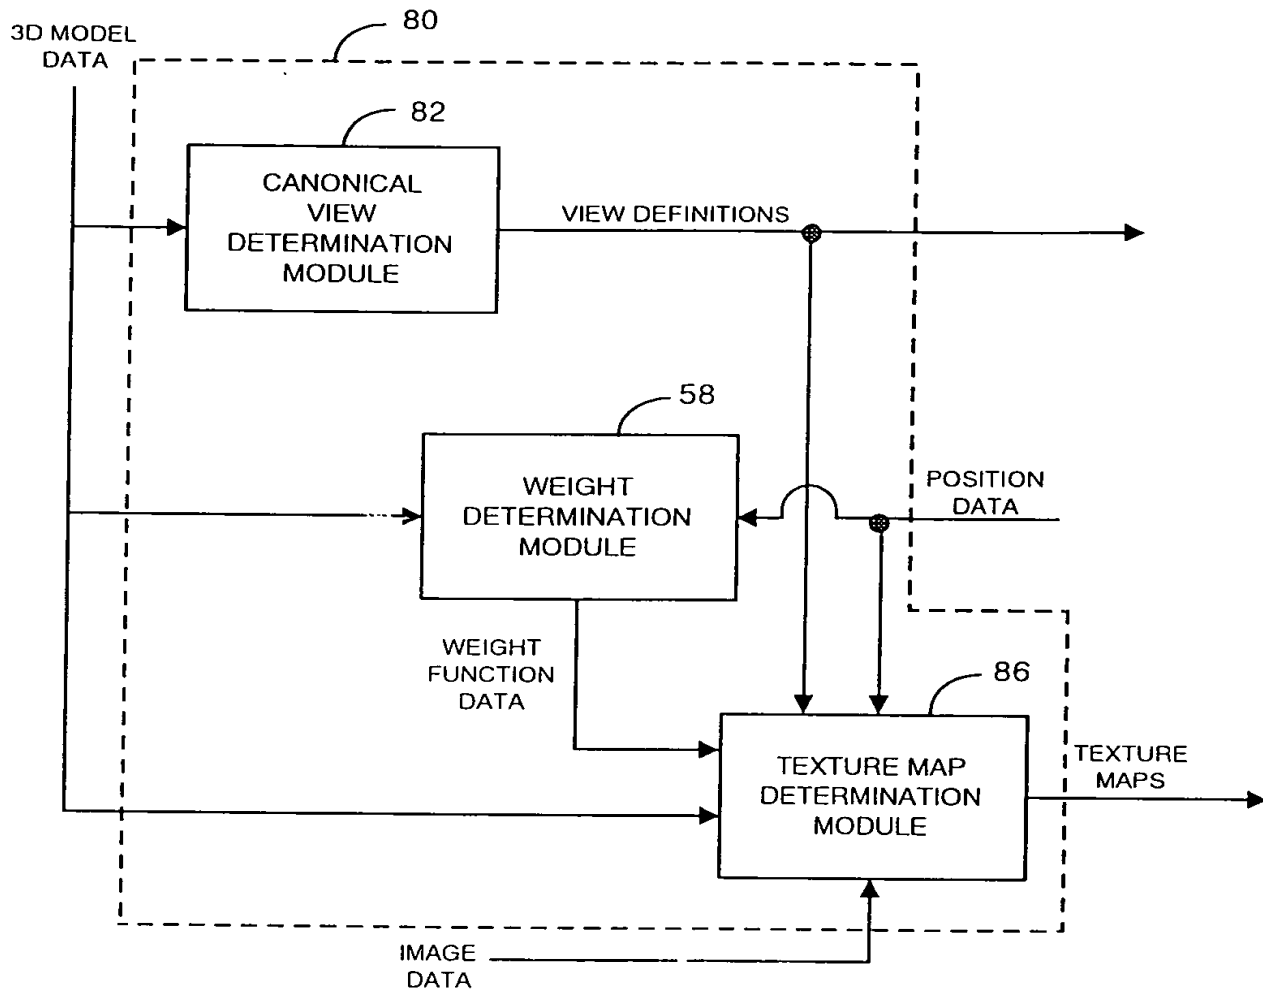 80
3D MODEL
DATA
82
CANONICAL
VIEW
DETERMINATION
MODULE
VIEW DEFINITIONS
58
WEIGHT
DETERMINATION
MODULE
POSITION
DATA
WEIGHT
FUNCTION
DATA
86
TEXTURE MAP
DETERMINATION
MODULE
TEXTURE
MAPS
IMAGE
DATA